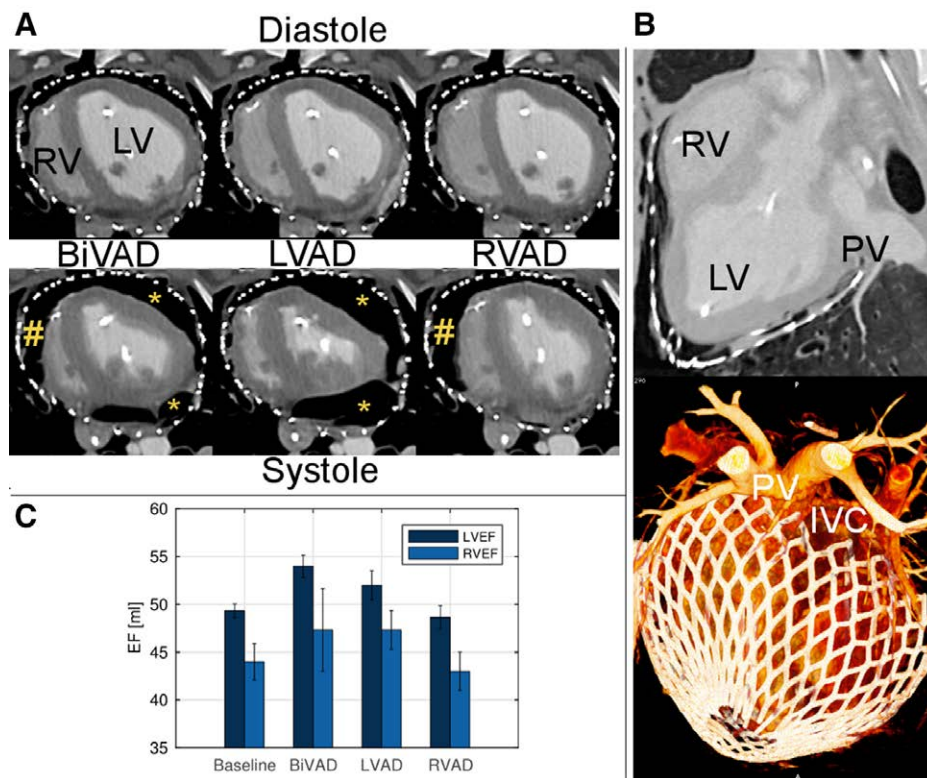 A
Diastole
RV
LV
BiVAD
LVAD
RVAD
*
*
#
*
*
#
Systole
B
RV
LV
PV
290
P
PV
IVC
C
60
55
50
45
40
35
EF [ml]
LVEF
RVEF
Baseline
BiVAD
LVAD
RVAD